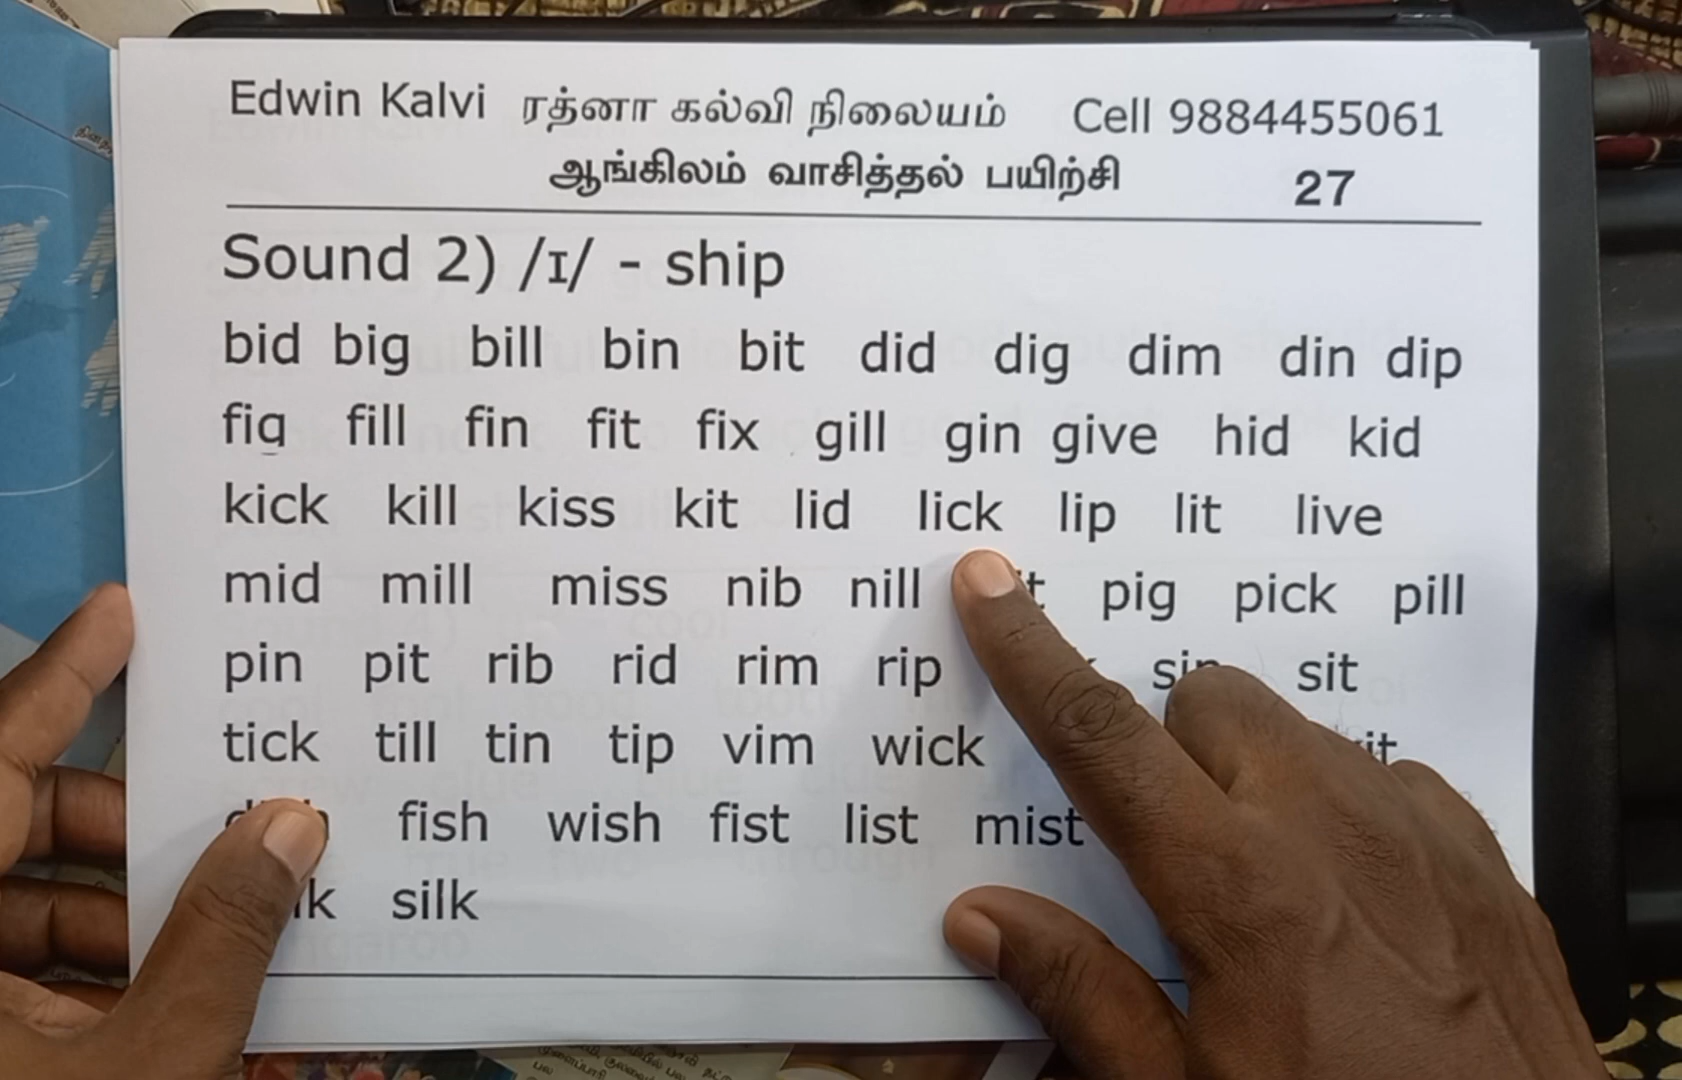 Edwin Kalvi ரத்னா கல்வி நிலையம் Cell 9884455061
ஆங்கிலம் வாசித்தல் பயிற்சி 27
Sound 2) /ɪ/ - ship
bid big bill bin bit did dig dim din dip
fig fill fin fit fix gill gin give hid kid
kick kill kiss kit lid lick lip lit live
mid mill miss nib nill pig pick pill
pin pit rib rid rim rip sit
tick till tin tip vim wick
fish wish fist list mist
silk